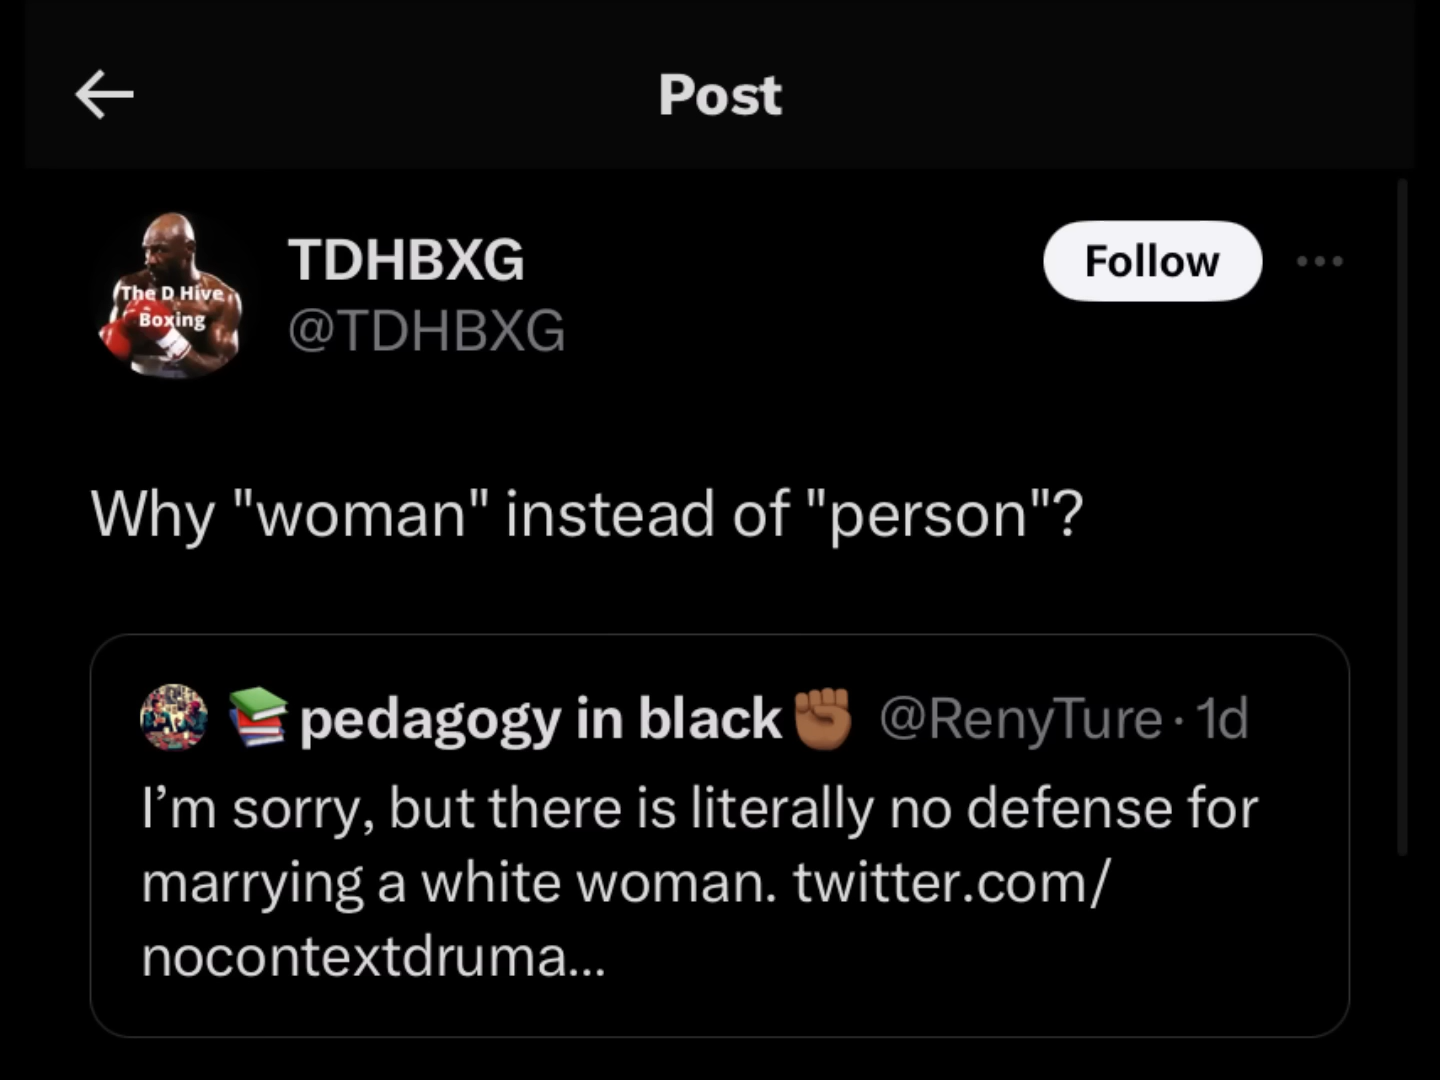 Post
TDHBXG
Follow
@TDHBXG
The D Hive
Boxing
Why "woman" instead of "person"?
pedagogy in black @RenyTure · 1d
I’m sorry, but there is literally no defense for
marrying a white woman. twitter.com/
nocontextdruma...